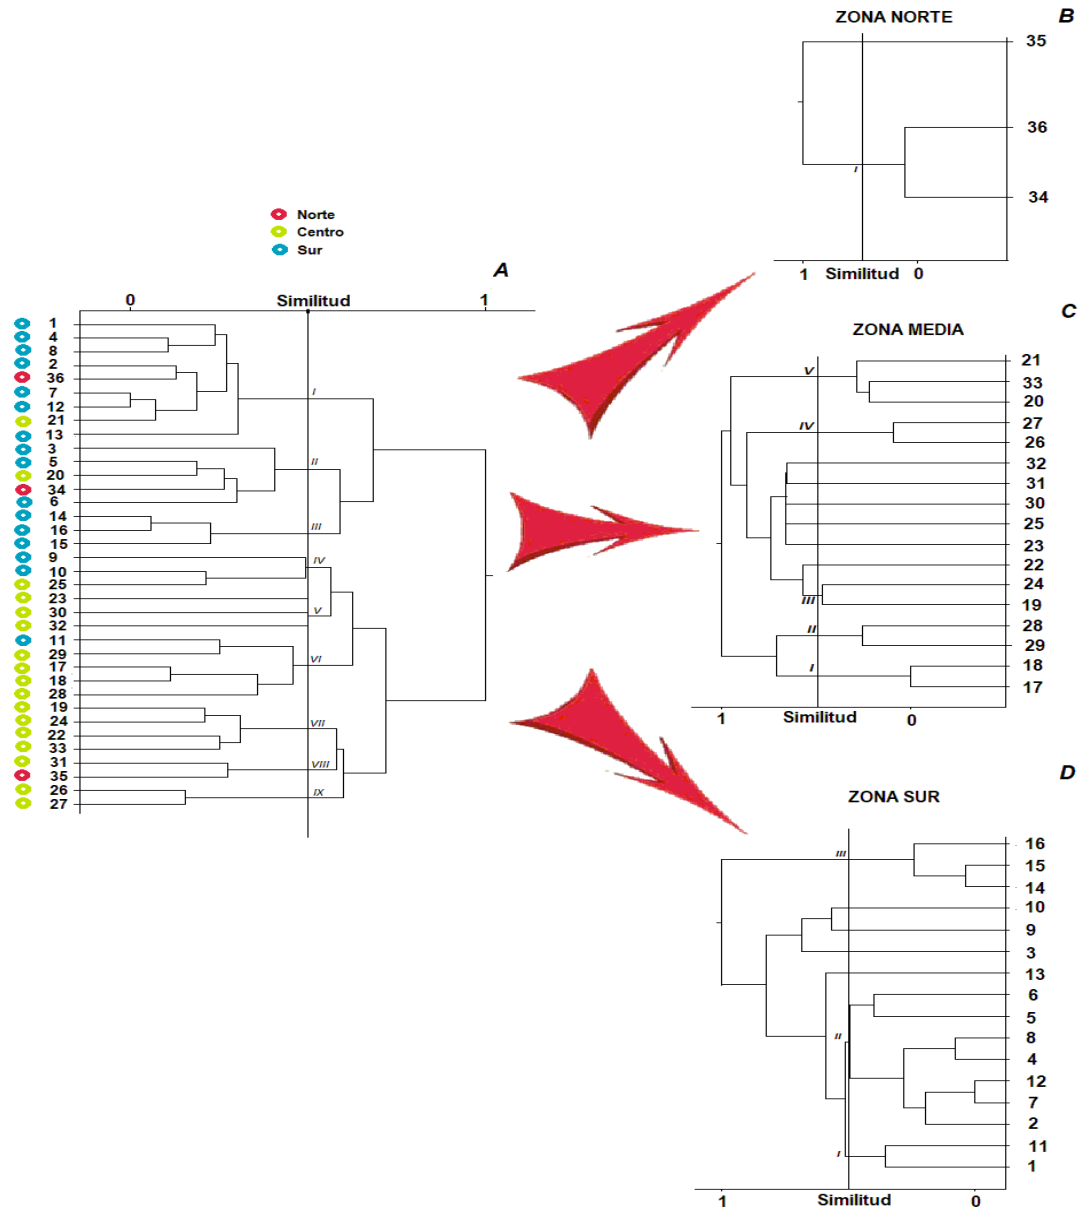 ZONA NORTE
B
35
36
I
34
1 Similitud 0
Norte
Centro
Sur
A
0 Similitud 1
1
4
8
2
36
7
12
21
13
3
5
20
34
6
14
16
15
9
10
25
23
30
32
11
29
17
18
28
19
24
22
33
31
35
26
27
I
II
III
IV
V
VI
VII
VIII
IX
C
ZONA MEDIA
21
33
20
27
26
32
31
30
25
23
22
24
19
28
29
18
17
V
IV
III
II
I
1 Similitud 0
D
ZONA SUR
16
15
14
10
9
3
13
6
5
8
4
12
7
2
11
1
III
II
I
1 Similitud 0